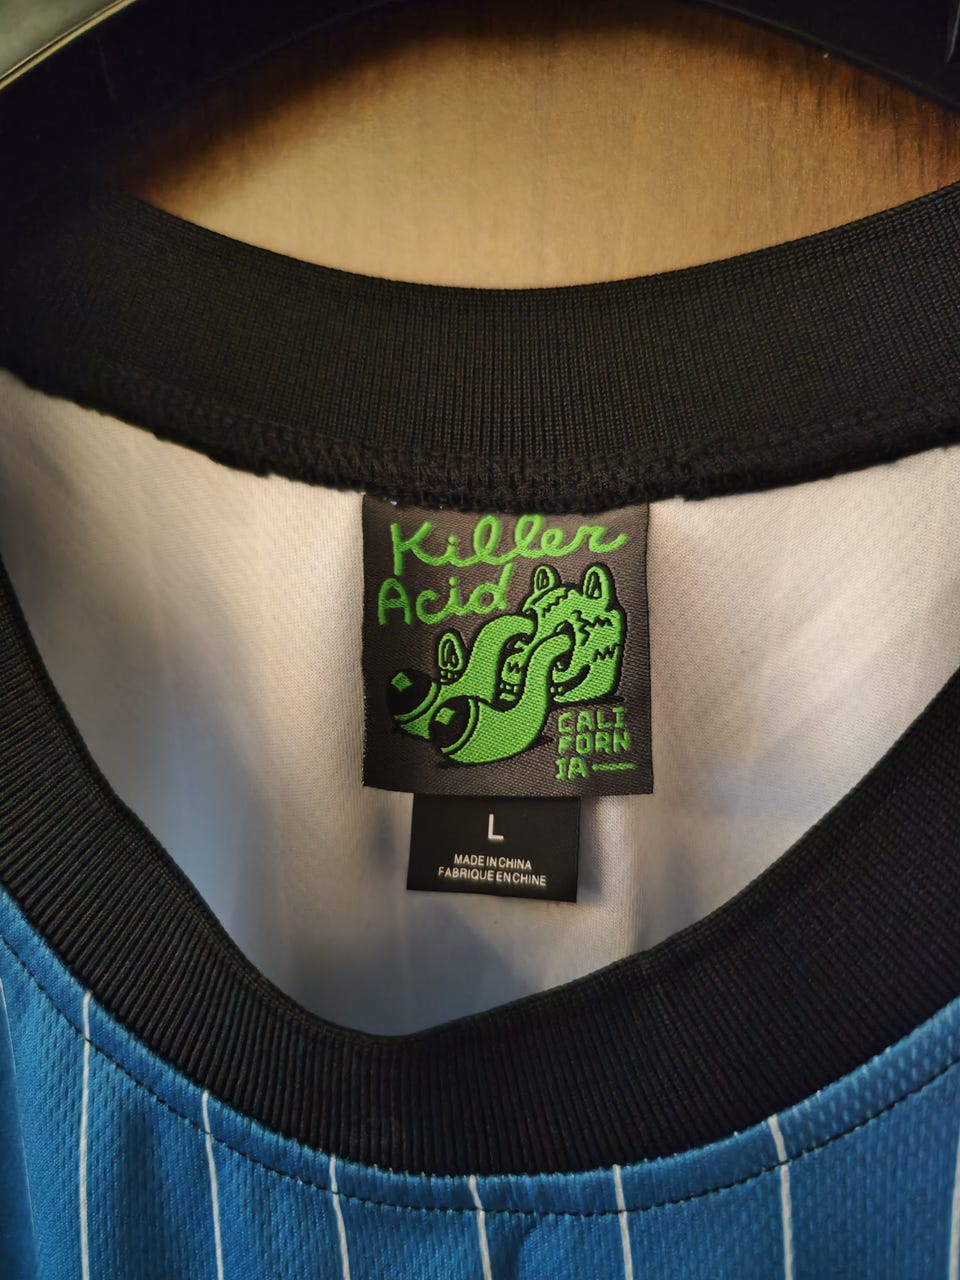 Killer
Acid
CALI
FORN
IA
L
MADE IN CHINA
FABRIQUE EN CHINE